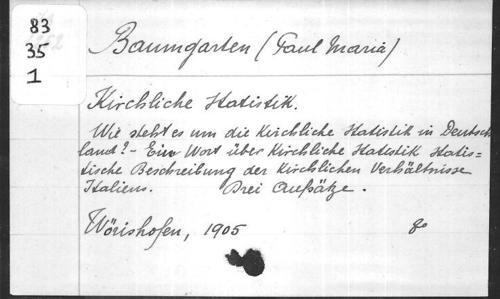 83
35
1
Baumgarten (Paul Maria)
Kirchliche Statistik.
Wie steht es um die kirchliche Statistik in Deutsch
land? - Ein Wort über kirchliche Statistik Statis=
tische Beschreibung der kirchlichen Verhältnisse
Italiens. Drei Aufsätze.
Wörishofen, 1905 8o